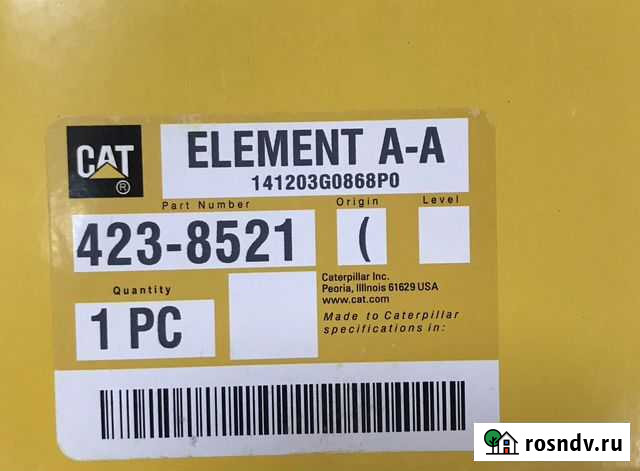 CAT
®
ELEMENT A-A
141203G0868P0
Part Number
Origin
Level
423-8521
(
Quantity
1 PC
Caterpillar Inc.
Peoria, Illinois 61629 USA
www.cat.com
Made to Caterpillar
specifications in:
rosndv.ru